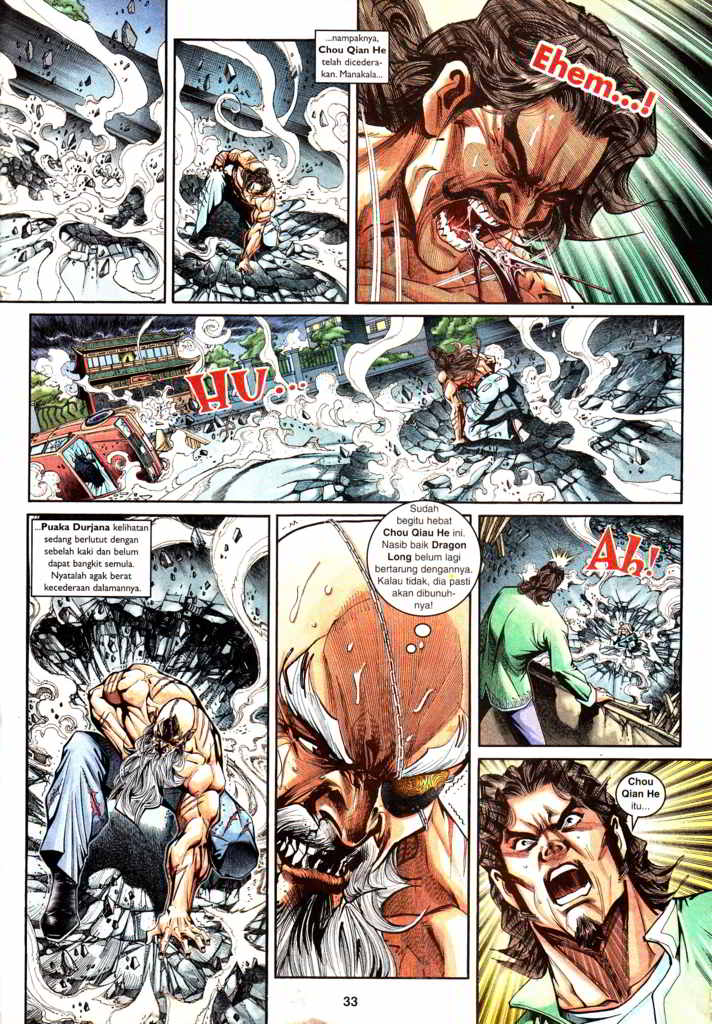 ...nampaknya,
Chou Qian He
telah dicedera-
kan. Manakala...
Ehem...!
HU...
...Puaka Durjana kelihatan
sedang berlutut dengan
sebelah kaki dan belum
dapat bangkit semula.
Nyatalah agak berat
kecederaan dalamannya.
Sudah
begitu hebat
Chou Qiau He ini.
Nasib baik Dragon
Long belum lagi
bertarung dengannya.
Kalau tidak, dia pasti
akan dibunuh-
nya!
Ah!
Chou
Qian He
itu...
33